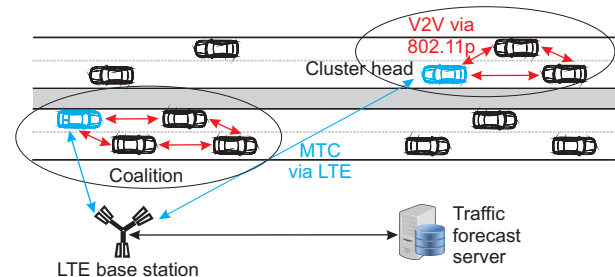 V2V via
802.11p
Cluster head
MTC
via LTE
Coalition
Traffic
forecast
server
LTE base station